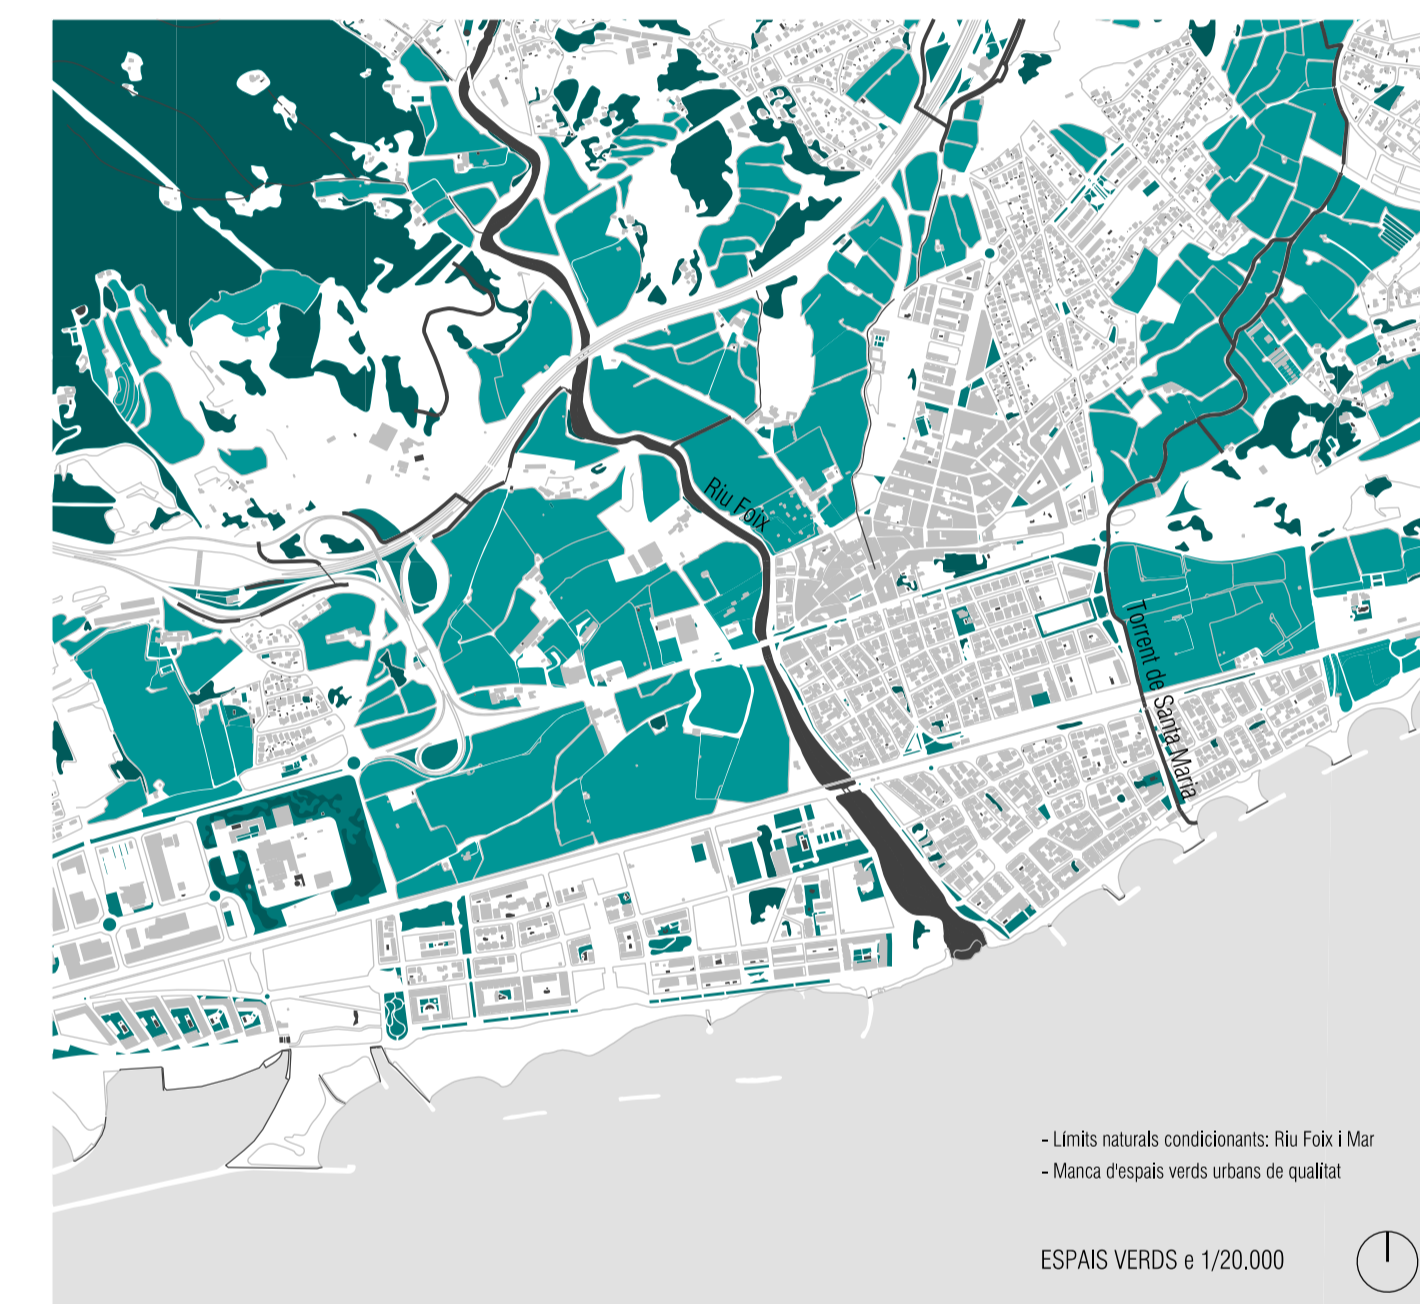 Riu Foix
Torrent de Santa Maria
- Límits naturals condicionants: Riu Foix i Mar
- Manca d'espais verds urbans de qualitat
ESPAIS VERDS e 1/20.000